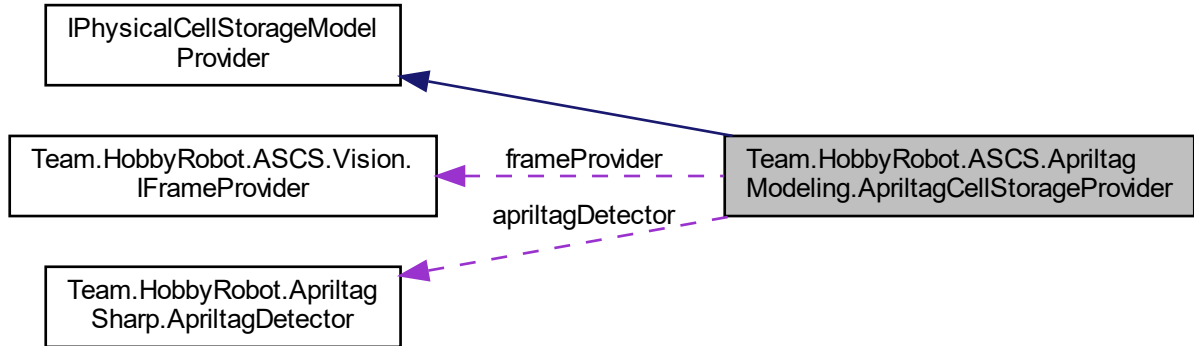 IPhysicalCellStorageModel
Provider
Team.HobbyRobot.ASCS.Vision.
IFrameProvider
frameProvider
Team.HobbyRobot.ASCS.Apriltag
Modeling.ApriltagCellStorageProvider
apriltagDetector
Team.HobbyRobot.Apriltag
Sharp.ApriltagDetector